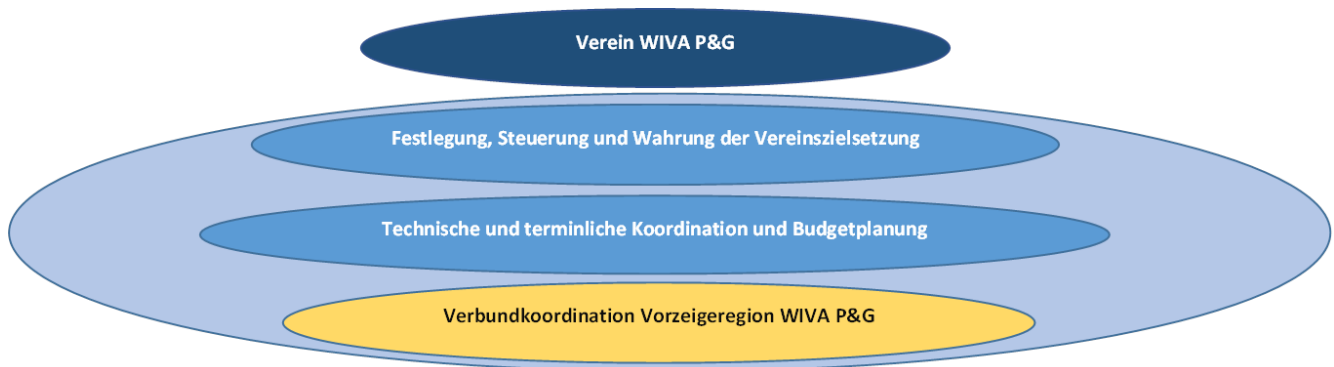 Verein WIVA P&G
Festlegung, Steuerung und Wahrung der Vereinszielsetzung
Technische und terminliche Koordination und Budgetplanung
Verbundkoordination Vorzeigeregion WIVA P&G